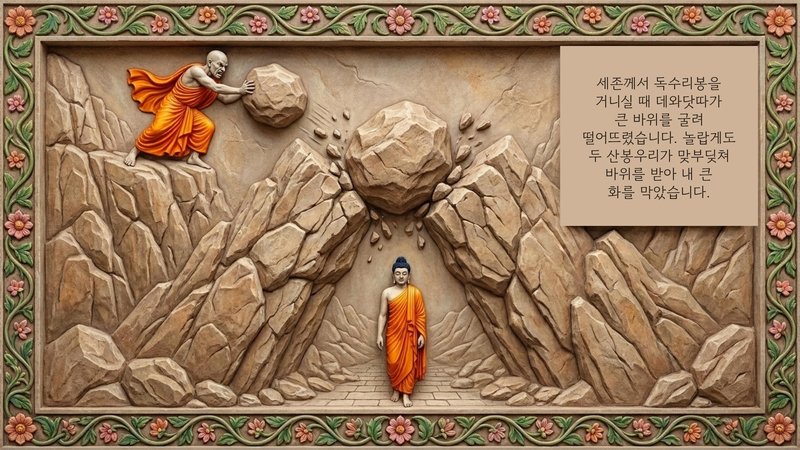 세존께서 독수리봉을
거니실 때 데와닷따가
큰 바위를 굴려
떨어뜨렸습니다. 놀랍게도
두 산봉우리가 맞부딪쳐
바위를 받아 내 큰
화를 막았습니다.